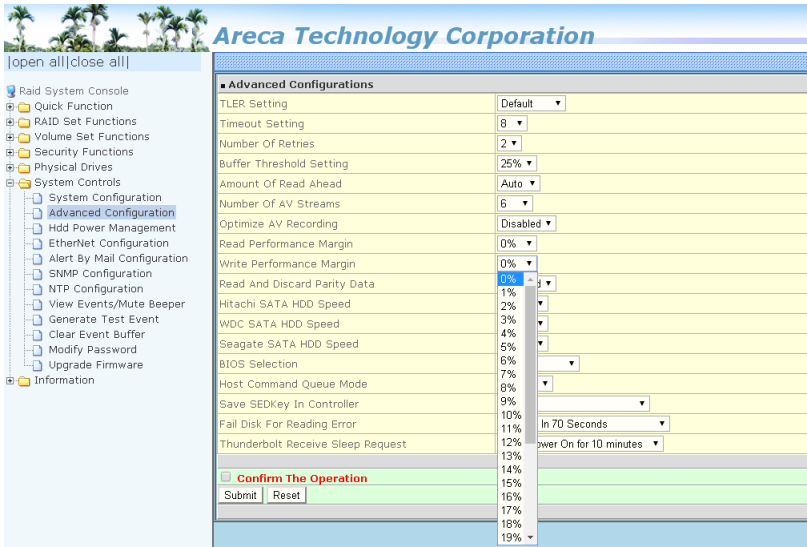 Areca Technology Corporation
|open all|close all|
Raid System Console
Quick Function
RAID Set Functions
Volume Set Functions
Security Functions
Physical Drives
System Controls
System Configuration
Advanced Configuration
Hdd Power Management
EtherNet Configuration
Alert By Mail Configuration
SNMP Configuration
NTP Configuration
View Events/Mute Beeper
Generate Test Event
Clear Event Buffer
Modify Password
Upgrade Firmware
Information
Advanced Configurations
TLER Setting Default
Timeout Setting 8
Number Of Retries 2
Buffer Threshold Setting 25%
Amount Of Read Ahead Auto
Number Of AV Streams 6
Optimize AV Recording Disabled
Read Performance Margin 0%
Write Performance Margin 0%
Read And Discard Parity Data
Hitachi SATA HDD Speed
WDC SATA HDD Speed
Seagate SATA HDD Speed
BIOS Selection
Host Command Queue Mode
Save SEDKey In Controller
Fail Disk For Reading Error In 70 Seconds
Thunderbolt Receive Sleep Request On for 10 minutes
0%
1%
2%
3%
4%
5%
6%
7%
8%
9%
10%
11%
12%
13%
14%
15%
16%
17%
18%
19%
Confirm The Operation
Submit Reset